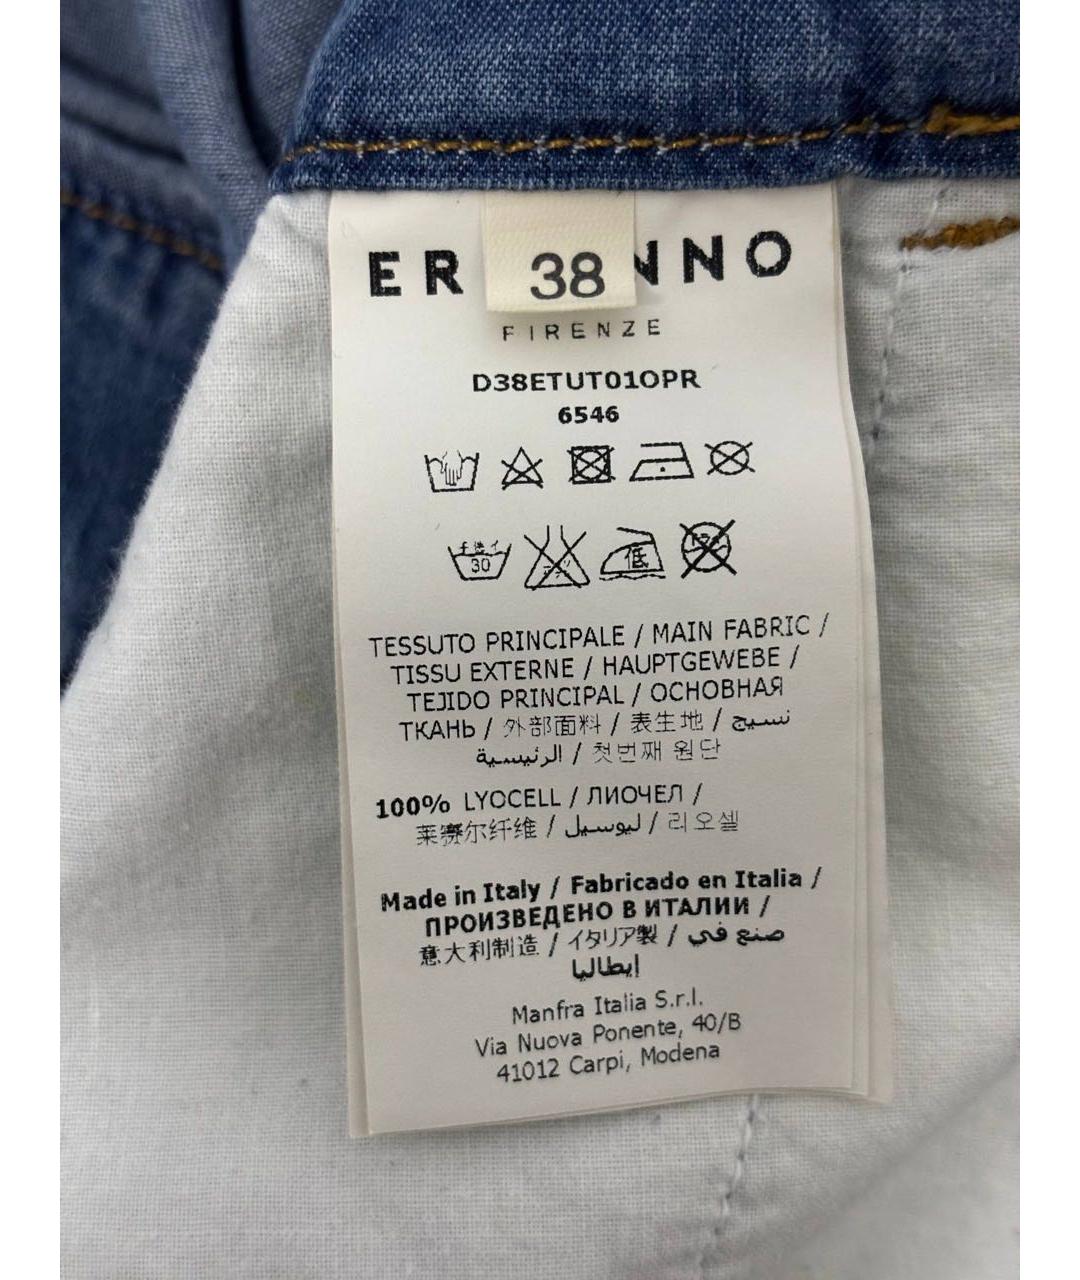 ER NNO
38
FIRENZE
D38ETUT01OPR
6546
30
低
TESSUTO PRINCIPALE / MAIN FABRIC /
TISSU EXTERNE / HAUPTGEWEBE /
TEJIDO PRINCIPAL / ОСНОВНАЯ
ТКАНЬ / 外部面料 / 表生地 / نسيج
الرئيسية / 첫번째 원단
100% LYOCELL / ЛИОЧЕЛ /
莱赛尔纤维 / ليوسيل / 리오셀
Made in Italy / Fabricado en Italia /
ПРОИЗВЕДЕНО В ИТАЛИИ /
意大利制造 / イタリア製 / صنع في
إيطاليا
Manfra Italia S.r.l.
Via Nuova Ponente, 40/B
41012 Carpi, Modena